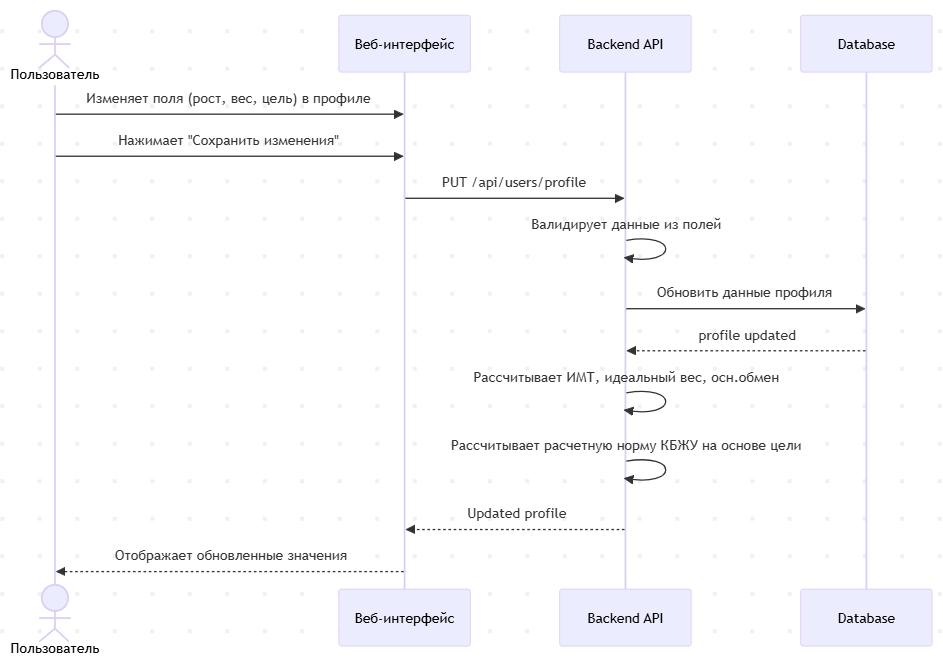 Пользователь
Веб-интерфейс
Backend API
Database
Изменяет поля (рост, вес, цель) в профиле
Нажимает "Сохранить изменения"
PUT /api/users/profile
Валидирует данные из полей
Обновить данные профиля
profile updated
Рассчитывает ИМТ, идеальный вес, осн.обмен
Рассчитывает расчетную норму КБЖУ на основе цели
Updated profile
Отображает обновленные значения
Пользователь
Веб-интерфейс
Backend API
Database